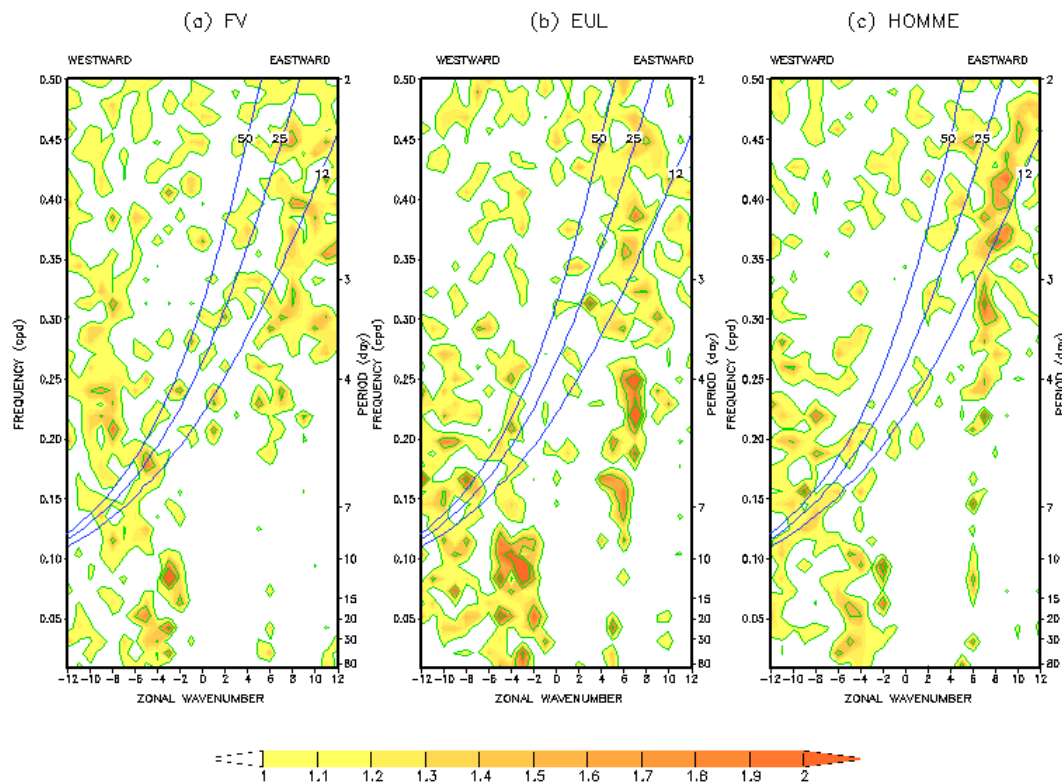 (a) FV
(b) EUL
(c) HOMME
WESTWARD EASTWARD
WESTWARD EASTWARD
WESTWARD EASTWARD
0.50
0.45
0.40
0.35
0.30
0.25
0.20
0.15
0.10
0.05
FREQUENCY (cpd)
50 25 12
2
3
4
7
10
15
20
30
80
PERIOD (day)
-12 -10 -8 -6 -4 -2 0 2 4 6 8 10 12
ZONAL WAVENUMBER
0.50
0.45
0.40
0.35
0.30
0.25
0.20
0.15
0.10
0.05
FREQUENCY (cpd)
50 25 12
2
3
4
7
10
15
20
30
80
PERIOD (day)
-12 -10 -8 -6 -4 -2 0 2 4 6 8 10 12
ZONAL WAVENUMBER
0.50
0.45
0.40
0.35
0.30
0.25
0.20
0.15
0.10
0.05
FREQUENCY (cpd)
50 25 12
2
3
4
7
10
15
20
30
80
PERIOD (day)
-12 -10 -8 -6 -4 -2 0 2 4 6 8 10 12
ZONAL WAVENUMBER
1 1.1 1.2 1.3 1.4 1.5 1.6 1.7 1.8 1.9 2